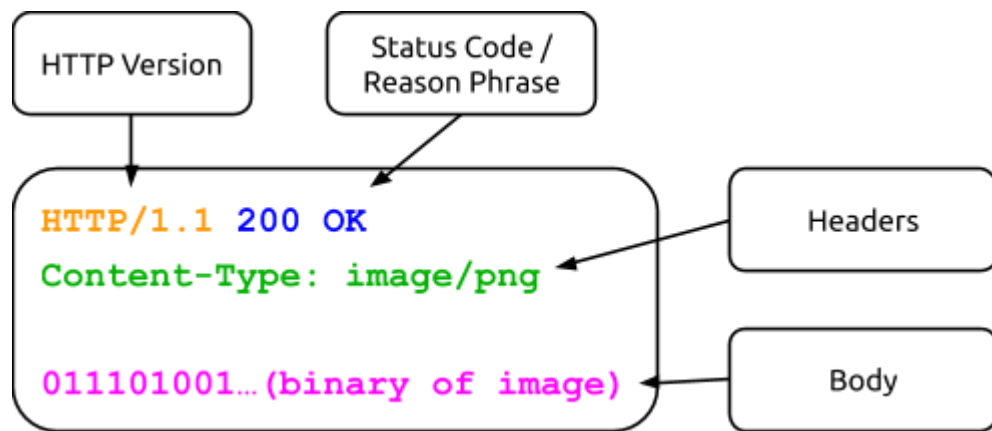 HTTP Version
Status Code /
Reason Phrase
HTTP/1.1 200 OK
Content-Type: image/png
Headers
011101001…(binary of image)
Body